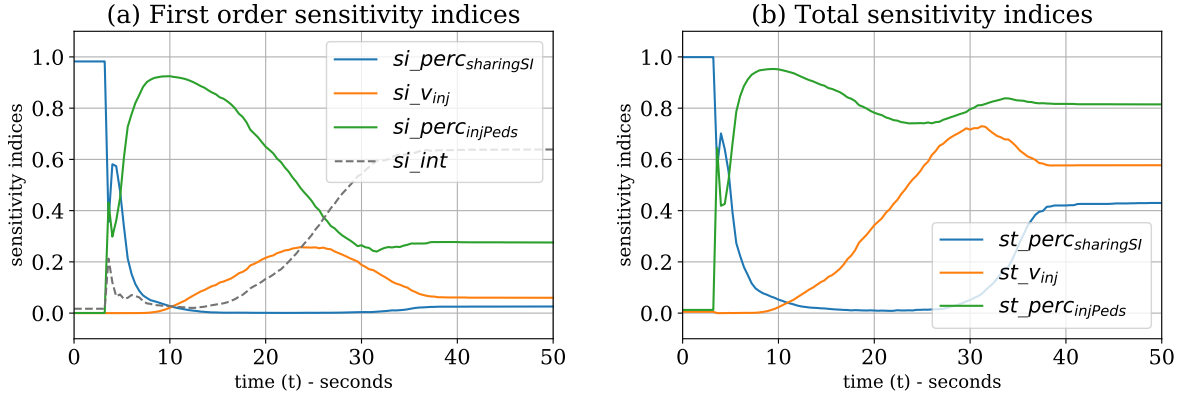 (a) First order sensitivity indices
sensitivity indices
1.0
0.8
0.6
0.4
0.2
0.0
si_perc_sharingSI
si_v_inj
si_perc_injPeds
si_int
0 10 20 30 40 50
time (t) - seconds
(b) Total sensitivity indices
sensitivity indices
1.0
0.8
0.6
0.4
0.2
0.0
st_perc_sharingSI
st_v_inj
st_perc_injPeds
0 10 20 30 40 50
time (t) - seconds